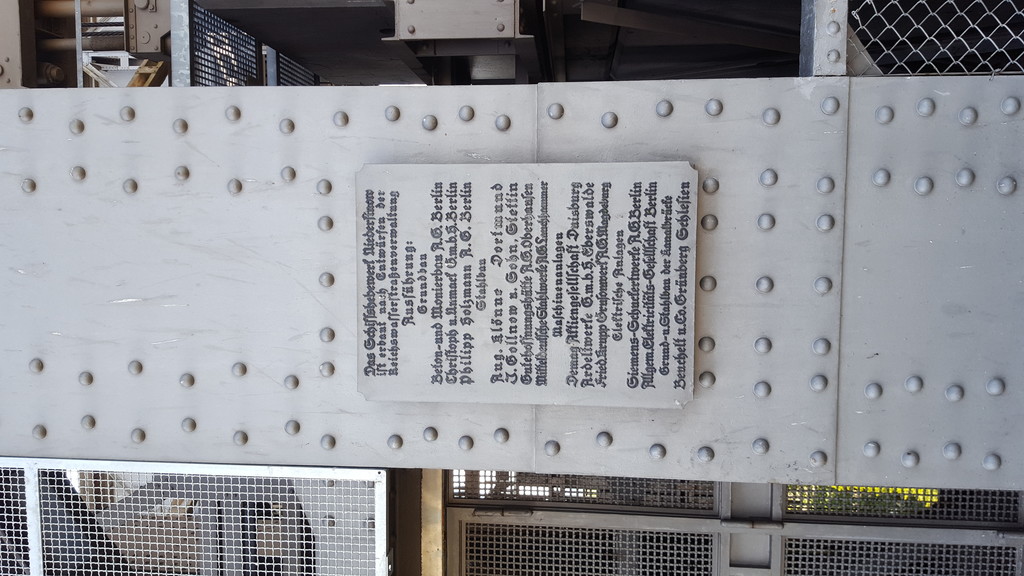 Das Schiffshebewerk Niederfinow
ist erbaut nach Entwürfen der
Reichswasserstraßenverwaltung
Ausführung:
Grundbau
Beton- und Monierbau A.G. Berlin
Christoph u. Unmack G.m.b.H. Berlin
Philipp Holzmann A.G. Berlin
Stahlbau
Aug. Klönne Dortmund
J. Gollnow u. Sohn, Stettin
Gutehoffnungshütte A.G. Oberhausen
Mitteldeutsche Stahlwerke A.G. Lauchhammer
Maschinenanlagen
Demag Aktiengesellschaft Duisburg
Ardeltwerke G.m.b.H. Eberswalde
Fried. Krupp Grusonwerk A.G. Magdeburg
Elektrische Anlagen
Siemens-Schuckertwerke A.G. Berlin
Allgem. Elektricitäts-Gesellschaft Berlin
Grund- u. Stahlbau der Kanalbrücke
Beuchelt u. Co. Grünberg Schlesien